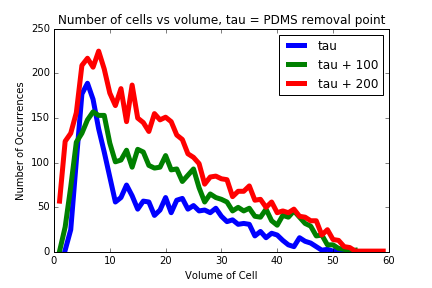 Number of cells vs volume, tau = PDMS removal point
250
200
150
100
50
0
Number of Occurrences
tau
tau + 100
tau + 200
0 10 20 30 40 50 60
Volume of Cell